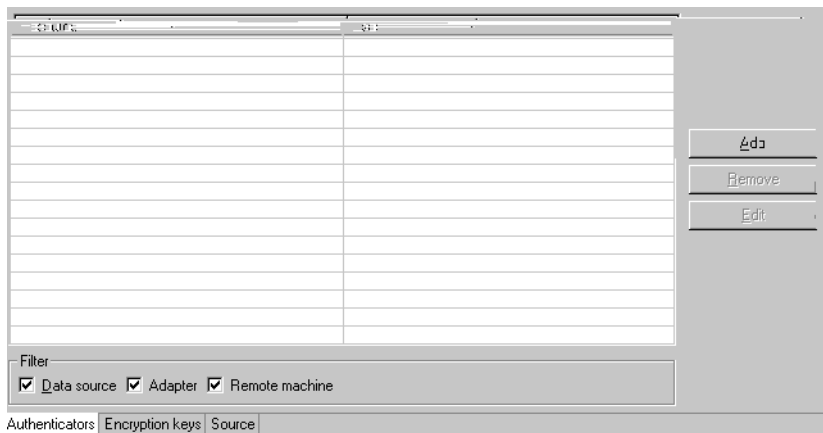 Add
Remove
Edit
Filter
Data source Adapter Remote machine
Authenticators Encryption keys Source